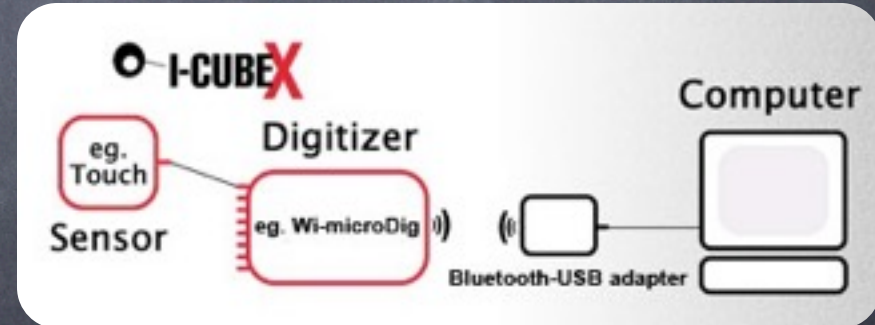 I-CUBEX
Computer
Digitizer
eg.
Touch
Sensor
eg. Wi-microDig
Bluetooth-USB adapter